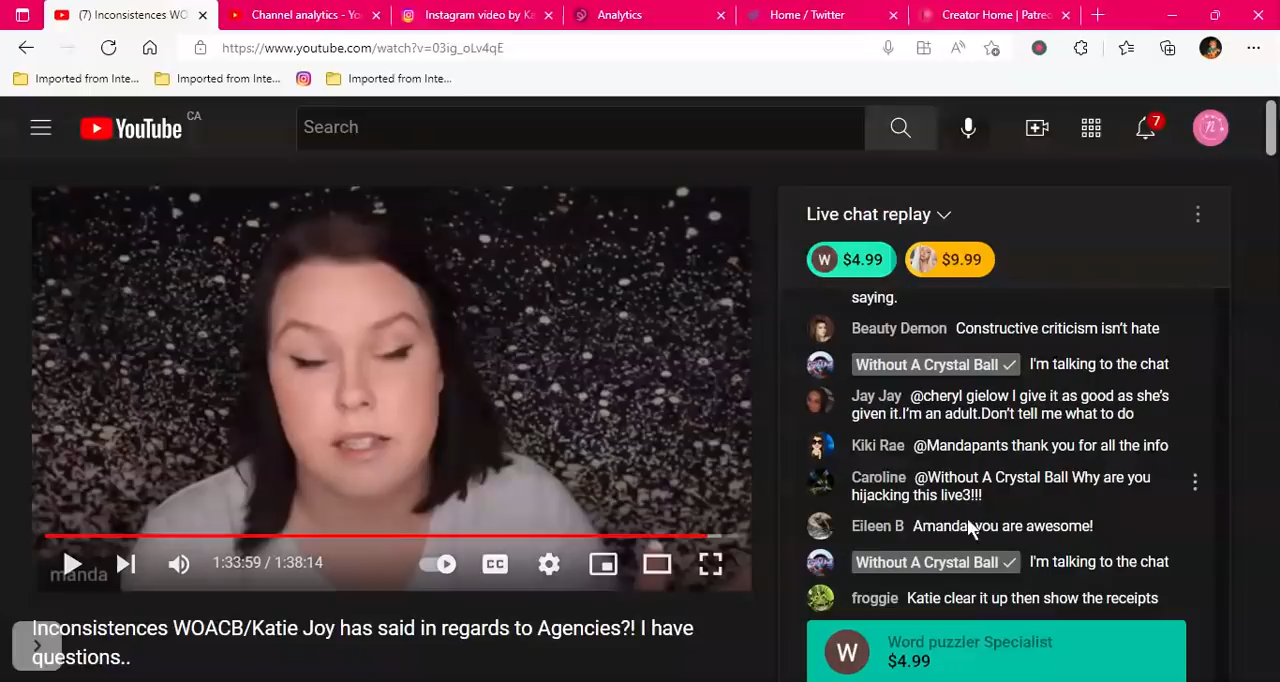 (7) Inconsistences WO
Channel analytics - Yo
Instagram video by Ka
Analytics
Home / Twitter
Creator Home | Patreo
https://www.youtube.com/watch?v=03ig_oLv4qE
Imported from Inte...
Imported from Inte...
Imported from Inte...
YouTube CA
Search
7
Live chat replay
W $4.99
$9.99
saying.
Beauty Demon Constructive criticism isn't hate
Without A Crystal Ball I'm talking to the chat
Jay Jay @cheryl gielow I give it as good as she's
given it.I'm an adult.Don't tell me what to do
Kiki Rae @Mandapants thank you for all the info
Caroline @Without A Crystal Ball Why are you
hijacking this live3!!!
Eileen B Amanda you are awesome!
Without A Crystal Ball I'm talking to the chat
froggie Katie clear it up then show the receipts
W Word puzzler Specialist
$4.99
1:33:59 / 1:38:14
CC
manda
Inconsistences WOACB/Katie Joy has said in regards to Agencies?! I have
questions..